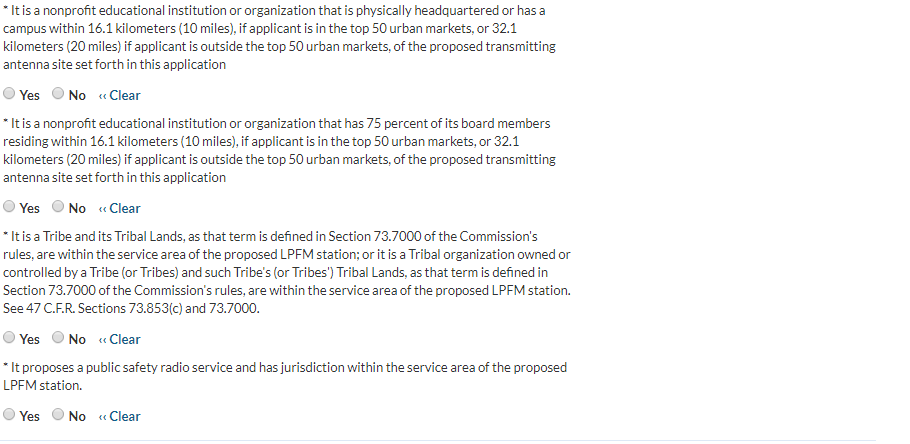 * It is a nonprofit educational institution or organization that is physically headquartered or has a
campus within 16.1 kilometers (10 miles), if applicant is in the top 50 urban markets, or 32.1
kilometers (20 miles) if applicant is outside the top 50 urban markets, of the proposed transmitting
antenna site set forth in this application
Yes No ‹‹ Clear
* It is a nonprofit educational institution or organization that has 75 percent of its board members
residing within 16.1 kilometers (10 miles), if applicant is in the top 50 urban markets, or 32.1
kilometers (20 miles) if applicant is outside the top 50 urban markets, of the proposed transmitting
antenna site set forth in this application
Yes No ‹‹ Clear
* It is a Tribe and its Tribal Lands, as that term is defined in Section 73.7000 of the Commission's
rules, are within the service area of the proposed LPFM station; or it is a Tribal organization owned or
controlled by a Tribe (or Tribes) and such Tribe's (or Tribes') Tribal Lands, as that term is defined in
Section 73.7000 of the Commission's rules, are within the service area of the proposed LPFM station.
See 47 C.F.R. Sections 73.853(c) and 73.7000.
Yes No ‹‹ Clear
* It proposes a public safety radio service and has jurisdiction within the service area of the proposed
LPFM station.
Yes No ‹‹ Clear